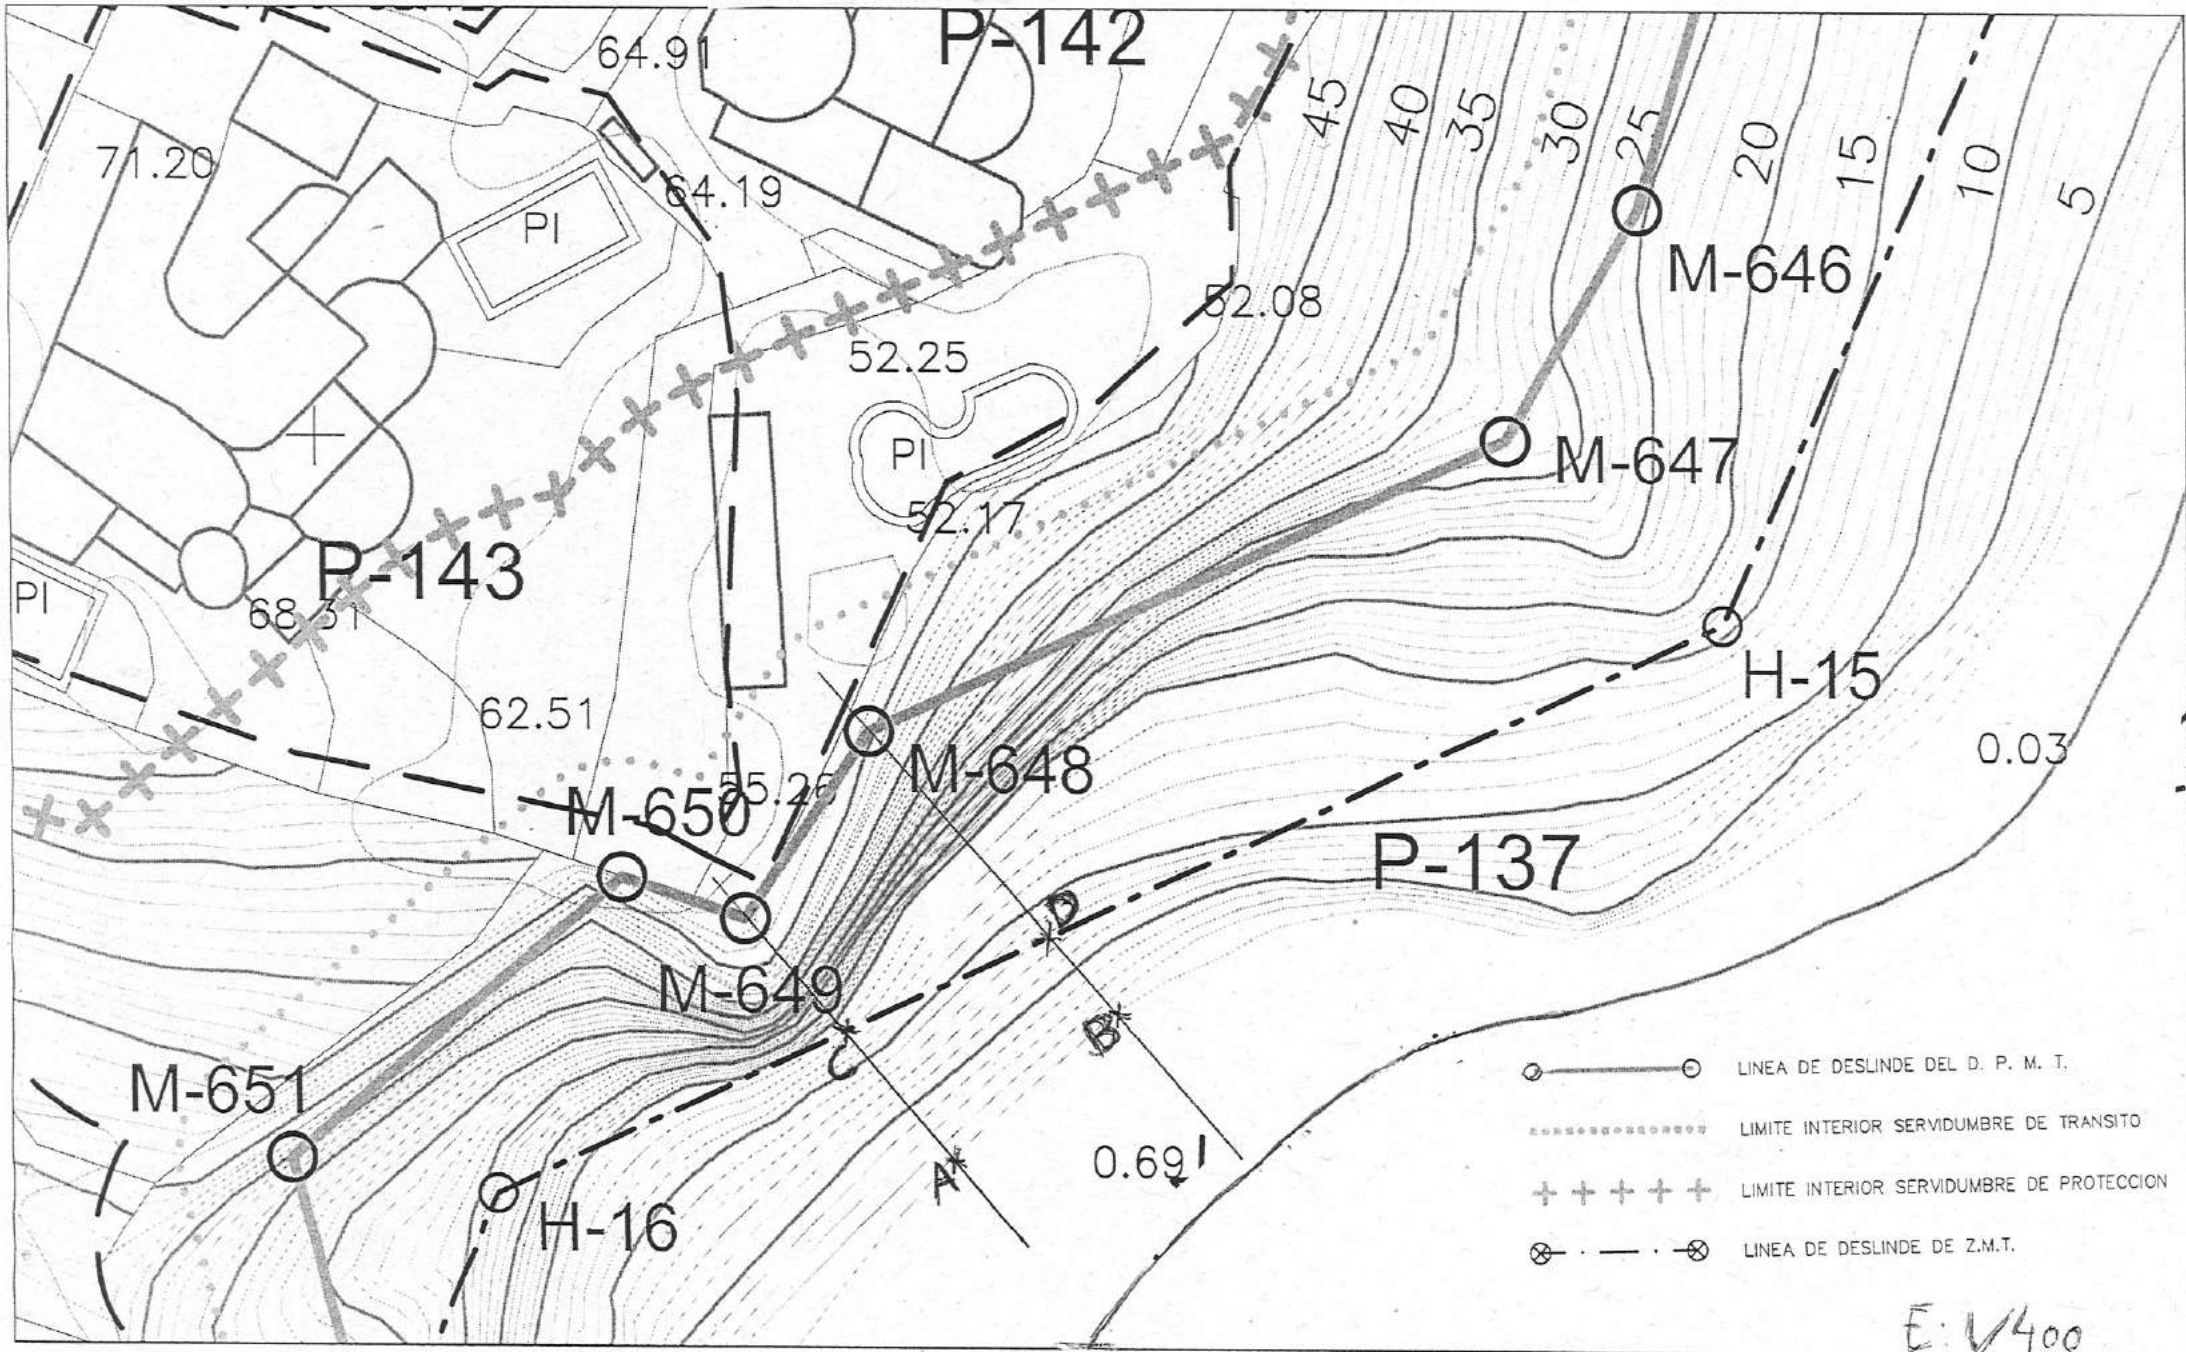 P-142
64.91
71.20
64.19
PI
45
40
35
30
25
20
15
10
5
M-646
52.08
52.25
PI
M-647
52.17
P-143
PI
68.31
H-15
62.51
0.03
M-648
55.26
M-650
P-137
D
M-649
B
C
M-651
A
0.69
H-16
LINEA DE DESLINDE DEL D. P. M. T.
LIMITE INTERIOR SERVIDUMBRE DE TRANSITO
LIMITE INTERIOR SERVIDUMBRE DE PROTECCION
LINEA DE DESLINDE DE Z.M.T.
E: 1/400